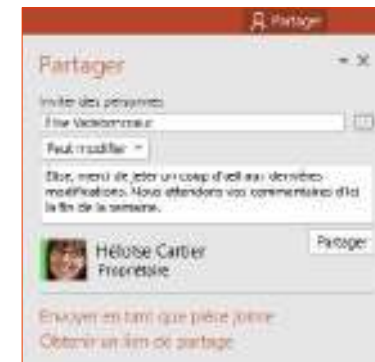 Partager
Partager
Inviter des personnes
Elise
Peut modifier
Elise, merci de jeter un coup d'œil aux dernières
modifications. Nous attendons vos commentaires d'ici
la fin de la semaine.
Partager
Héloïse Cartier
Propriétaire
Envoyer en tant que pièce jointe
Obtenir un lien de partage